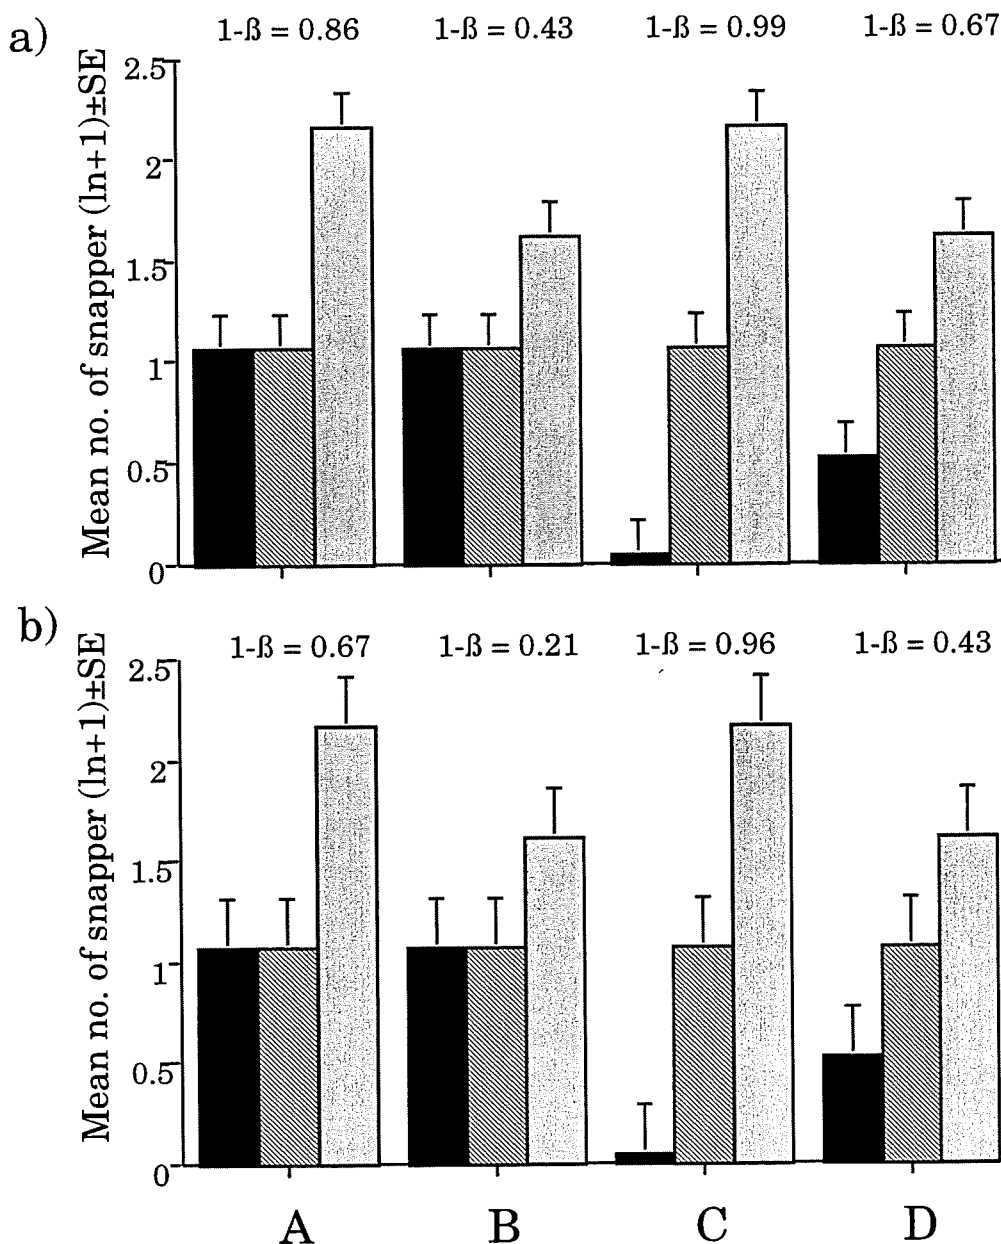 a)
1-ß = 0.86 1-ß = 0.43 1-ß = 0.99 1-ß = 0.67
Mean no. of snapper (ln+1)±SE
2.5
2
1.5
1
0.5
0
b)
1-ß = 0.67 1-ß = 0.21 1-ß = 0.96 1-ß = 0.43
Mean no. of snapper (ln+1)±SE
2.5
2
1.5
1
0.5
0
A B C D